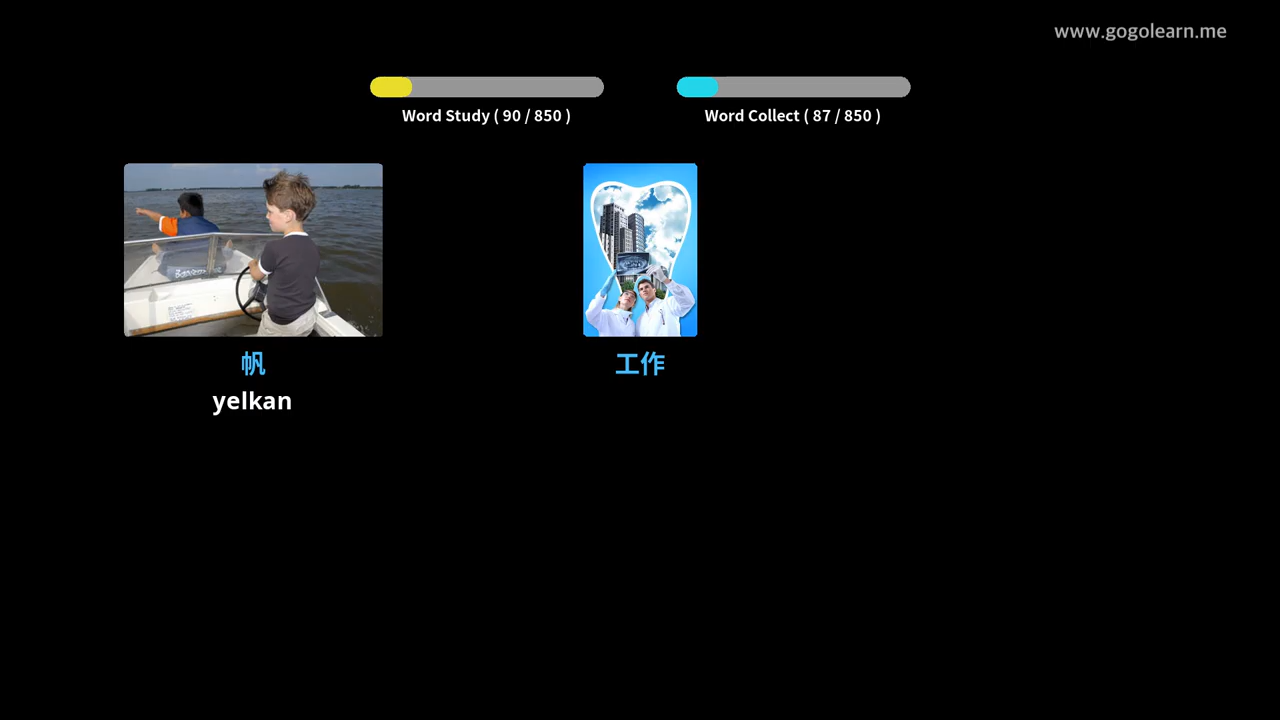 www.gogolearn.me
Word Study ( 90 / 850 )
Word Collect ( 87 / 850 )
帆
yelkan
工作